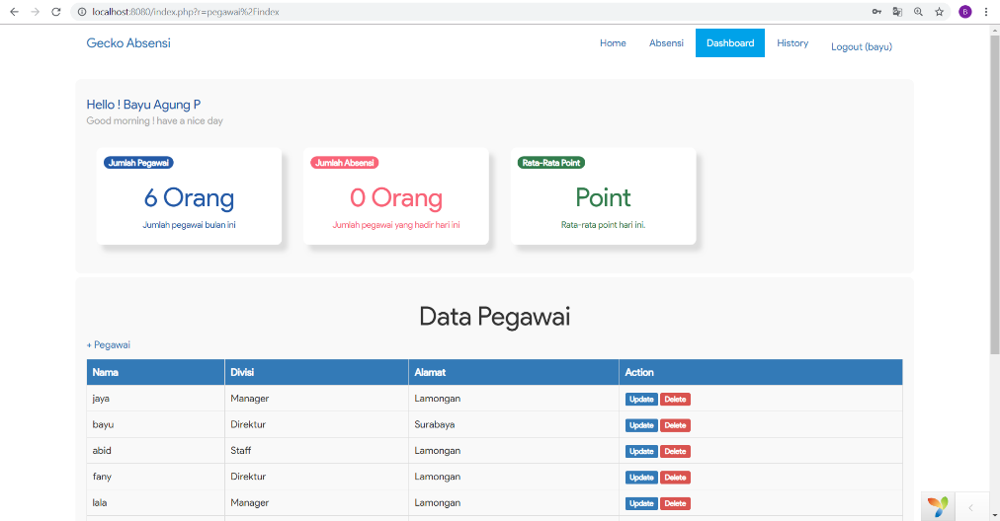 localhost:8080/index.php?r=pegawai%2Findex
B
Gecko Absensi
Home Absensi Dashboard History Logout (bayu)
Hello ! Bayu Agung P
Good morning ! have a nice day
Jumlah Pegawai
6 Orang
Jumlah pegawai bulan ini
Jumlah Absensi
0 Orang
Jumlah pegawai yang hadir hari ini
Rata-Rata Point
Point
Rata-rata point hari ini.
Data Pegawai
+ Pegawai
Nama Divisi Alamat Action
jaya Manager Lamongan Update Delete
bayu Direktur Surabaya Update Delete
abid Staff Lamongan Update Delete
fany Direktur Lamongan Update Delete
lala Manager Lamongan Update Delete